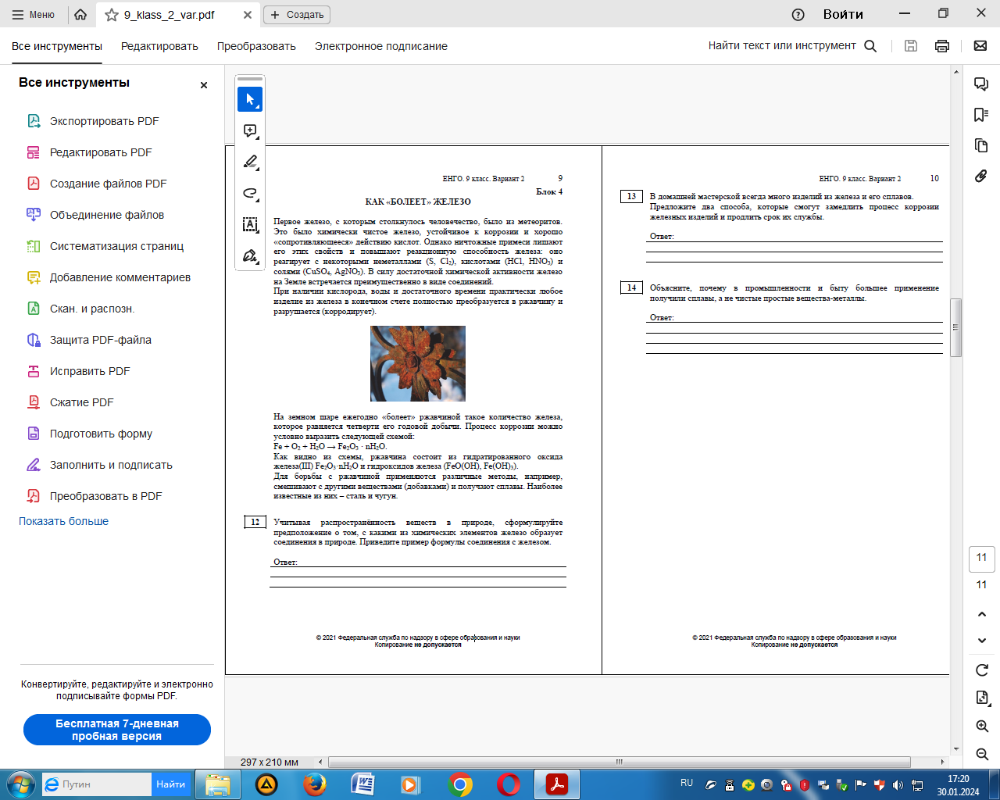 Меню
9_klass_2_var.pdf
Создать
Войти
Все инструменты
Редактировать
Преобразовать
Электронное подписание
Найти текст или инструмент
Все инструменты
Экспортировать PDF
Редактировать PDF
Создание файлов PDF
Объединение файлов
Систематизация страниц
Добавление комментариев
Скан. и распозн.
Защита PDF-файла
Исправить PDF
Сжатие PDF
Подготовить форму
Заполнить и подписать
Преобразовать в PDF
Показать больше
Конвертируйте, редактируйте и электронно
подписывайте формы PDF.
Бесплатная 7-дневная
пробная версия
ЕНГО. 9 класс. Вариант 2 9
Блок 4
КАК «БОЛЕЕТ» ЖЕЛЕЗО
Первое железо, с которым столкнулось человечество, было из метеоритов.
Это было химически чистое железо, устойчивое к коррозии и хорошо
«сопротивляющееся» действию кислот. Однако ничтожные примеси лишают
его этих свойств и повышают реакционную способность железа: оно
реагирует с некоторыми неметаллами (S, Cl₂), кислотами (HCl, HNO₃) и
солями (CuSO₄, AgNO₃). В силу достаточной химической активности железо
на Земле встречается преимущественно в виде соединений.
При наличии кислорода, воды и достаточного времени практически любое
изделие из железа в конечном счете полностью преобразуется в ржавчину и
разрушается (корродирует).
На земном шаре ежегодно «болеет» ржавчиной такое количество железа,
которое равняется четверти его годовой добычи. Процесс коррозии можно
условно выразить следующей схемой:
Fe + O₂ + H₂O → Fe₂O₃ · nH₂O.
Как видно из схемы, ржавчина состоит из гидратированного оксида
железа(III) Fe₂O₃·nH₂O и гидроксидов железа (FeO(OH), Fe(OH)₃).
Для борьбы с ржавчиной применяются различные методы, например,
смешивают с другими веществами (добавками) и получают сплавы. Наиболее
известные из них – сталь и чугун.
12
Учитывая распространённость веществ в природе, сформулируйте
предположение о том, с какими из химических элементов железо образует
соединения в природе. Приведите пример формулы соединения с железом.
Ответ:
© 2021 Федеральная служба по надзору в сфере образования и науки
Копирование не допускается
ЕНГО. 9 класс. Вариант 2 10
13
В домашней мастерской всегда много изделий из железа и его сплавов.
Предложите два способа, которые смогут замедлить процесс коррозии
железных изделий и продлить срок их службы.
Ответ:
14
Объясните, почему в промышленности и быту большее применение
получили сплавы, а не чистые простые вещества-металлы.
Ответ:
© 2021 Федеральная служба по надзору в сфере образования и науки
Копирование не допускается
11
11
297 x 210 мм
Путин
Найти
RU
17:20
30.01.2024